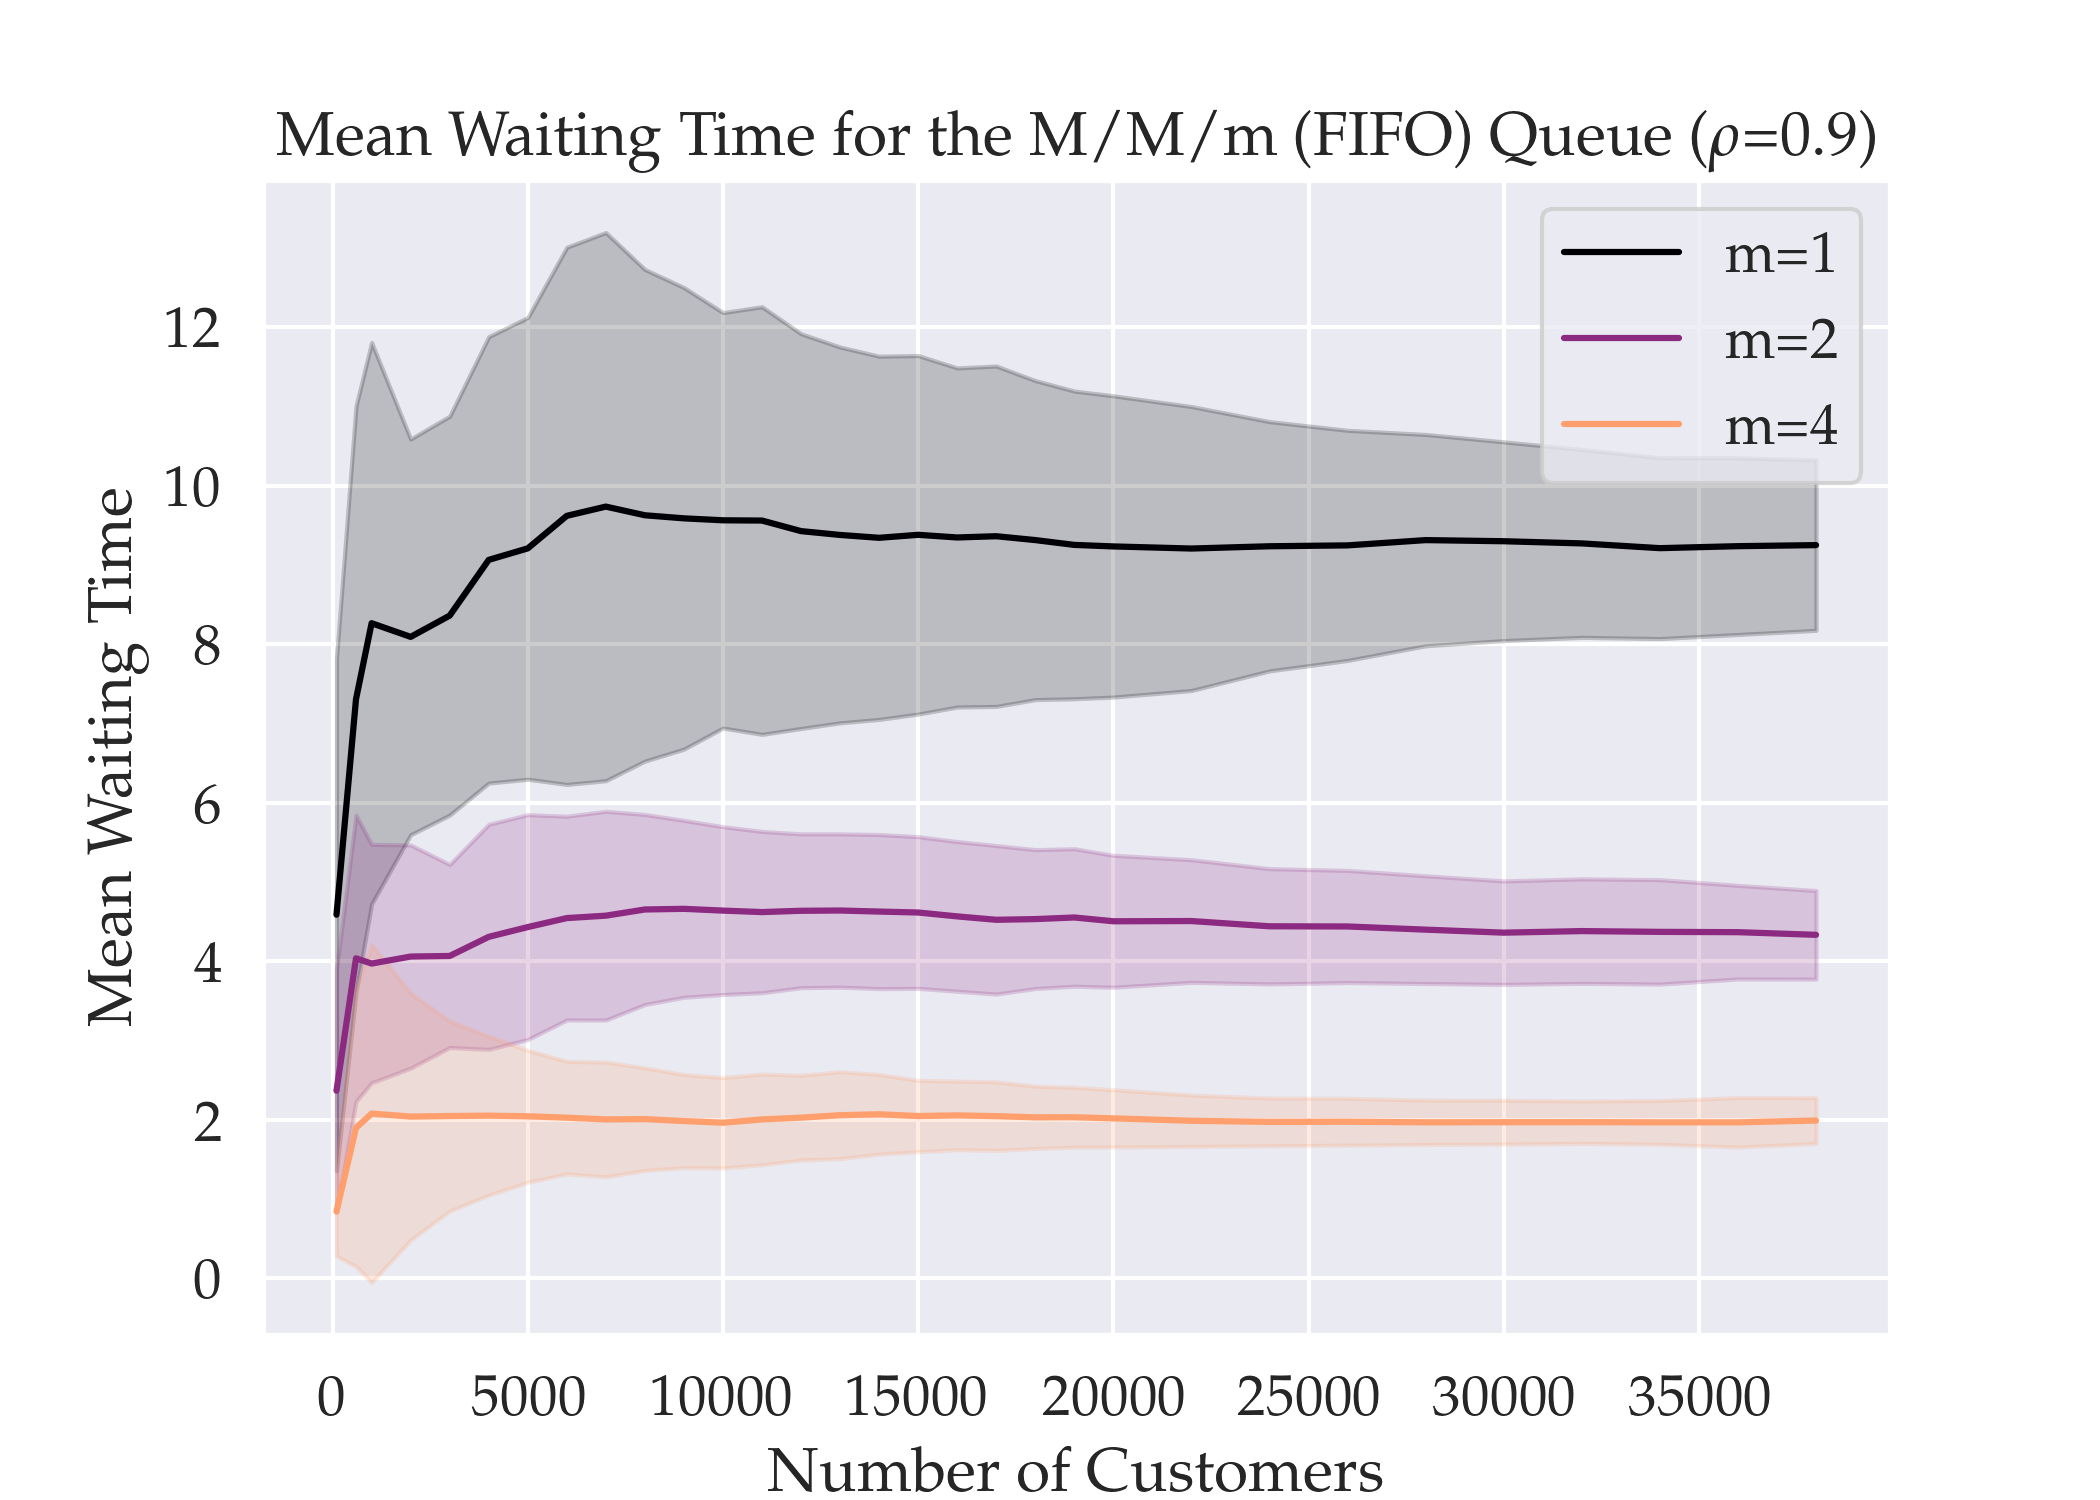 Mean Waiting Time for the M/M/m (FIFO) Queue (ρ=0.9)
m=1
m=2
m=4
Mean Waiting Time
12
10
8
6
4
2
0
0 5000 10000 15000 20000 25000 30000 35000
Number of Customers